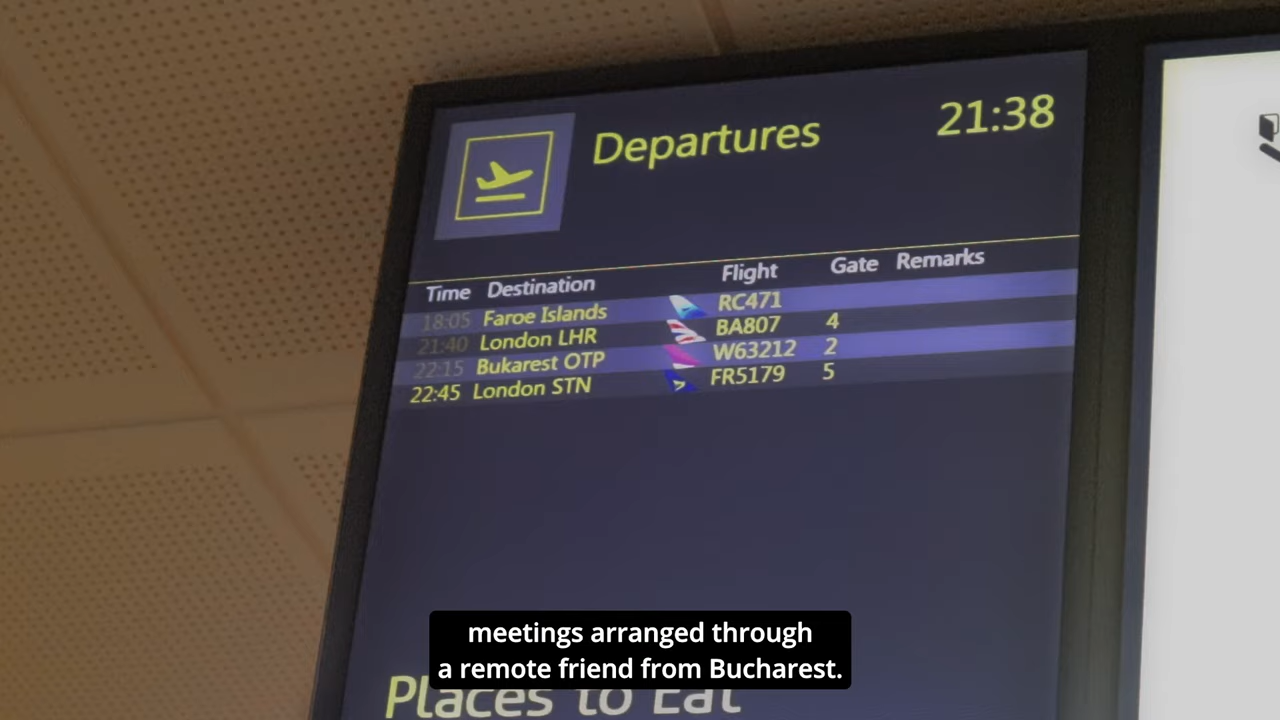 Departures 21:38
Time Destination Flight Gate Remarks
18:05 Faroe Islands RC471
21:40 London LHR BA807 4
22:15 Bukarest OTP W63212 2
22:45 London STN FR5179 5
meetings arranged through
a remote friend from Bucharest.
Places to Eat